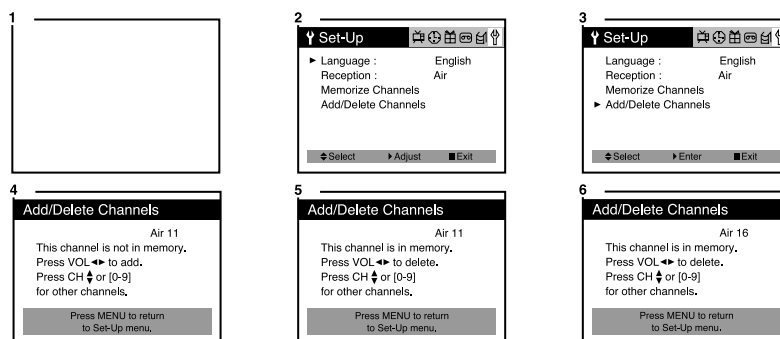 1
2
Set-Up
► Language : English
Reception : Air
Memorize Channels
Add/Delete Channels
◆Select ►Adjust ■Exit
3
Set-Up
Language : English
Reception : Air
Memorize Channels
► Add/Delete Channels
◆Select ►Enter ■Exit
4
Add/Delete Channels
Air 11
This channel is not in memory.
Press VOL◄► to add.
Press CH ▲▼ or [0-9]
for other channels.
Press MENU to return
to Set-Up menu.
5
Add/Delete Channels
Air 11
This channel is in memory.
Press VOL◄► to delete.
Press CH ▲▼ or [0-9]
for other channels.
Press MENU to return
to Set-Up menu.
6
Add/Delete Channels
Air 16
This channel is in memory.
Press VOL◄► to delete.
Press CH ▲▼ or [0-9]
for other channels.
Press MENU to return
to Set-Up menu.